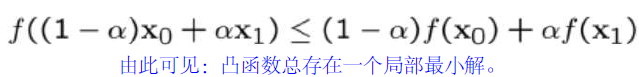 f((1 − α)x₀ + αx₁) ≤ (1 − α)f(x₀) + αf(x₁)
由此可见：凸函数总存在一个局部最小解。